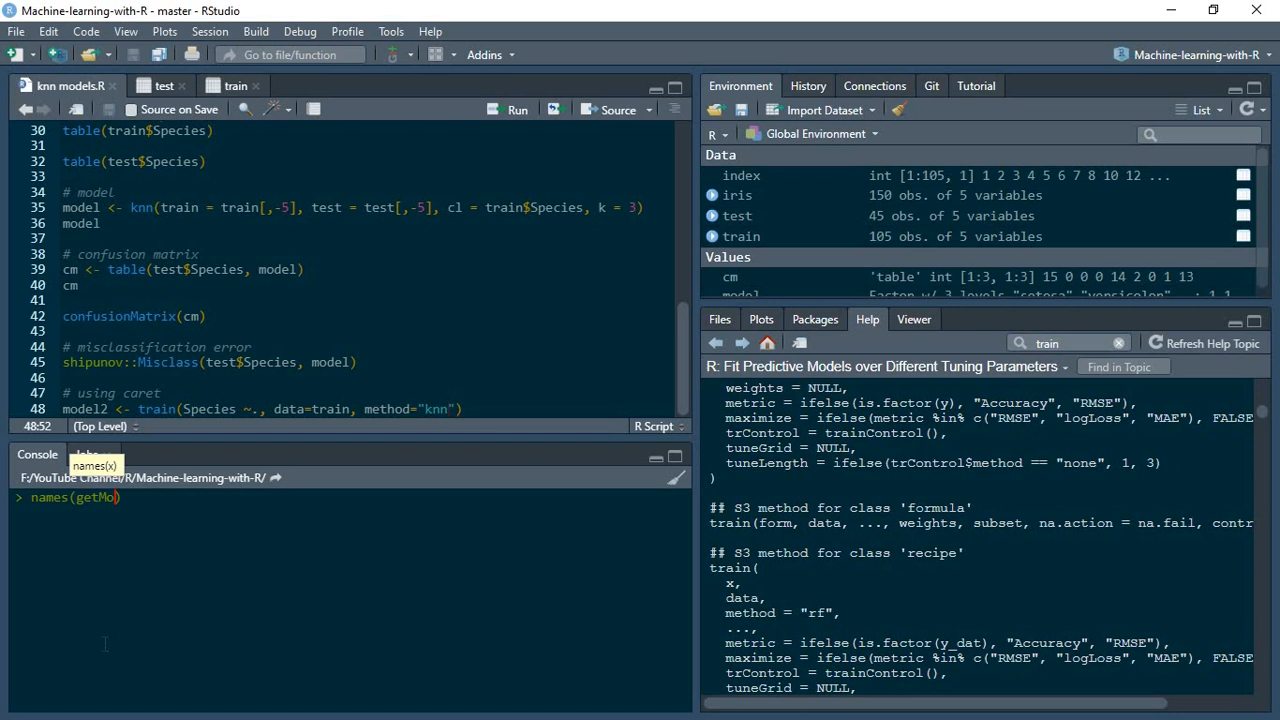 Machine-learning-with-R - master - RStudio
File Edit Code View Plots Session Build Debug Profile Tools Help
Go to file/function Addins Machine-learning-with-R
knn models.R test train
Source on Save Run Source
30 table(train$Species)
31
32 table(test$Species)
33
34 # model
35 model <- knn(train = train[,-5], test = test[,-5], cl = train$Species, k = 3)
36 model
37
38 # confusion matrix
39 cm <- table(test$Species, model)
40 cm
41
42 confusionMatrix(cm)
43
44 # misclassification error
45 shipunov::Misclass(test$Species, model)
46
47 # using caret
48 model2 <- train(Species ~., data=train, method="knn")
48:52 (Top Level) R Script
Console
names(x)
F:/YouTube Channel/R/Machine-learning-with-R/
> names(getMo)
Environment History Connections Git Tutorial
Import Dataset List
R Global Environment
Data
index int [1:105, 1] 1 2 3 4 5 6 7 8 10 12 ...
iris 150 obs. of 5 variables
test 45 obs. of 5 variables
train 105 obs. of 5 variables
Values
cm 'table' int [1:3, 1:3] 15 0 0 0 14 2 0 1 13
model Factor w/ 3 levels "setosa","versicolor",..: 1 1
Files Plots Packages Help Viewer
train Refresh Help Topic
R: Fit Predictive Models over Different Tuning Parameters Find in Topic
weights = NULL,
metric = ifelse(is.factor(y), "Accuracy", "RMSE"),
maximize = ifelse(metric %in% c("RMSE", "logLoss", "MAE"), FALSE
trControl = trainControl(),
tuneGrid = NULL,
tuneLength = ifelse(trControl$method == "none", 1, 3)
)
## S3 method for class 'formula'
train(form, data, ..., weights, subset, na.action = na.fail, contr
## S3 method for class 'recipe'
train(
x,
data,
method = "rf",
...,
metric = ifelse(is.factor(y_dat), "Accuracy", "RMSE"),
maximize = ifelse(metric %in% c("RMSE", "logLoss", "MAE"), FALSE
trControl = trainControl(),
tuneGrid = NULL,